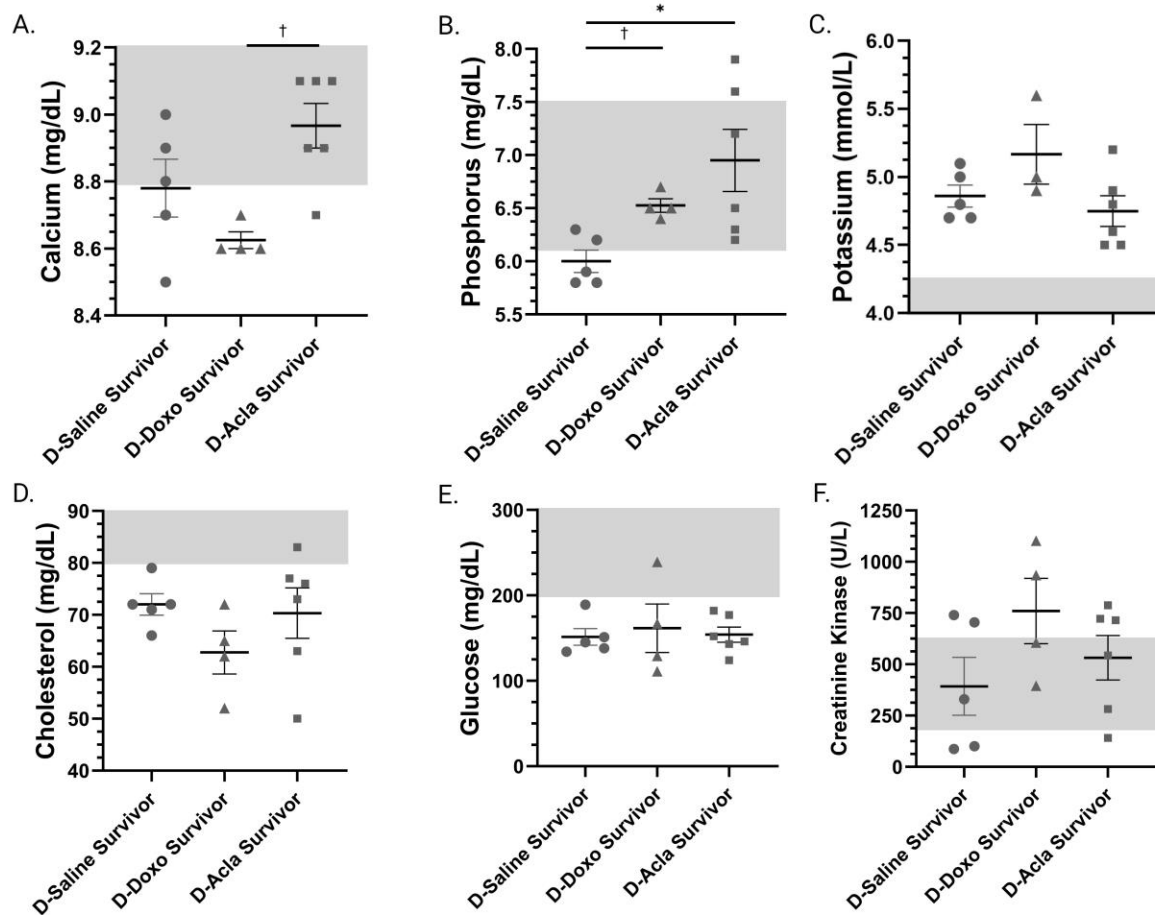 A.
†
Calcium (mg/dL)
9.2
9.0
8.8
8.6
8.4
D-Saline Survivor
D-Doxo Survivor
D-Acla Survivor
B.
*
†
Phosphorus (mg/dL)
8.0
7.5
7.0
6.5
6.0
5.5
D-Saline Survivor
D-Doxo Survivor
D-Acla Survivor
C.
Potassium (mmol/L)
6.0
5.5
5.0
4.5
4.0
D-Saline Survivor
D-Doxo Survivor
D-Acla Survivor
D.
Cholesterol (mg/dL)
90
80
70
60
50
40
D-Saline Survivor
D-Doxo Survivor
D-Acla Survivor
E.
Glucose (mg/dL)
300
200
100
0
D-Saline Survivor
D-Doxo Survivor
D-Acla Survivor
F.
Creatinine Kinase (U/L)
1250
1000
750
500
250
0
D-Saline Survivor
D-Doxo Survivor
D-Acla Survivor